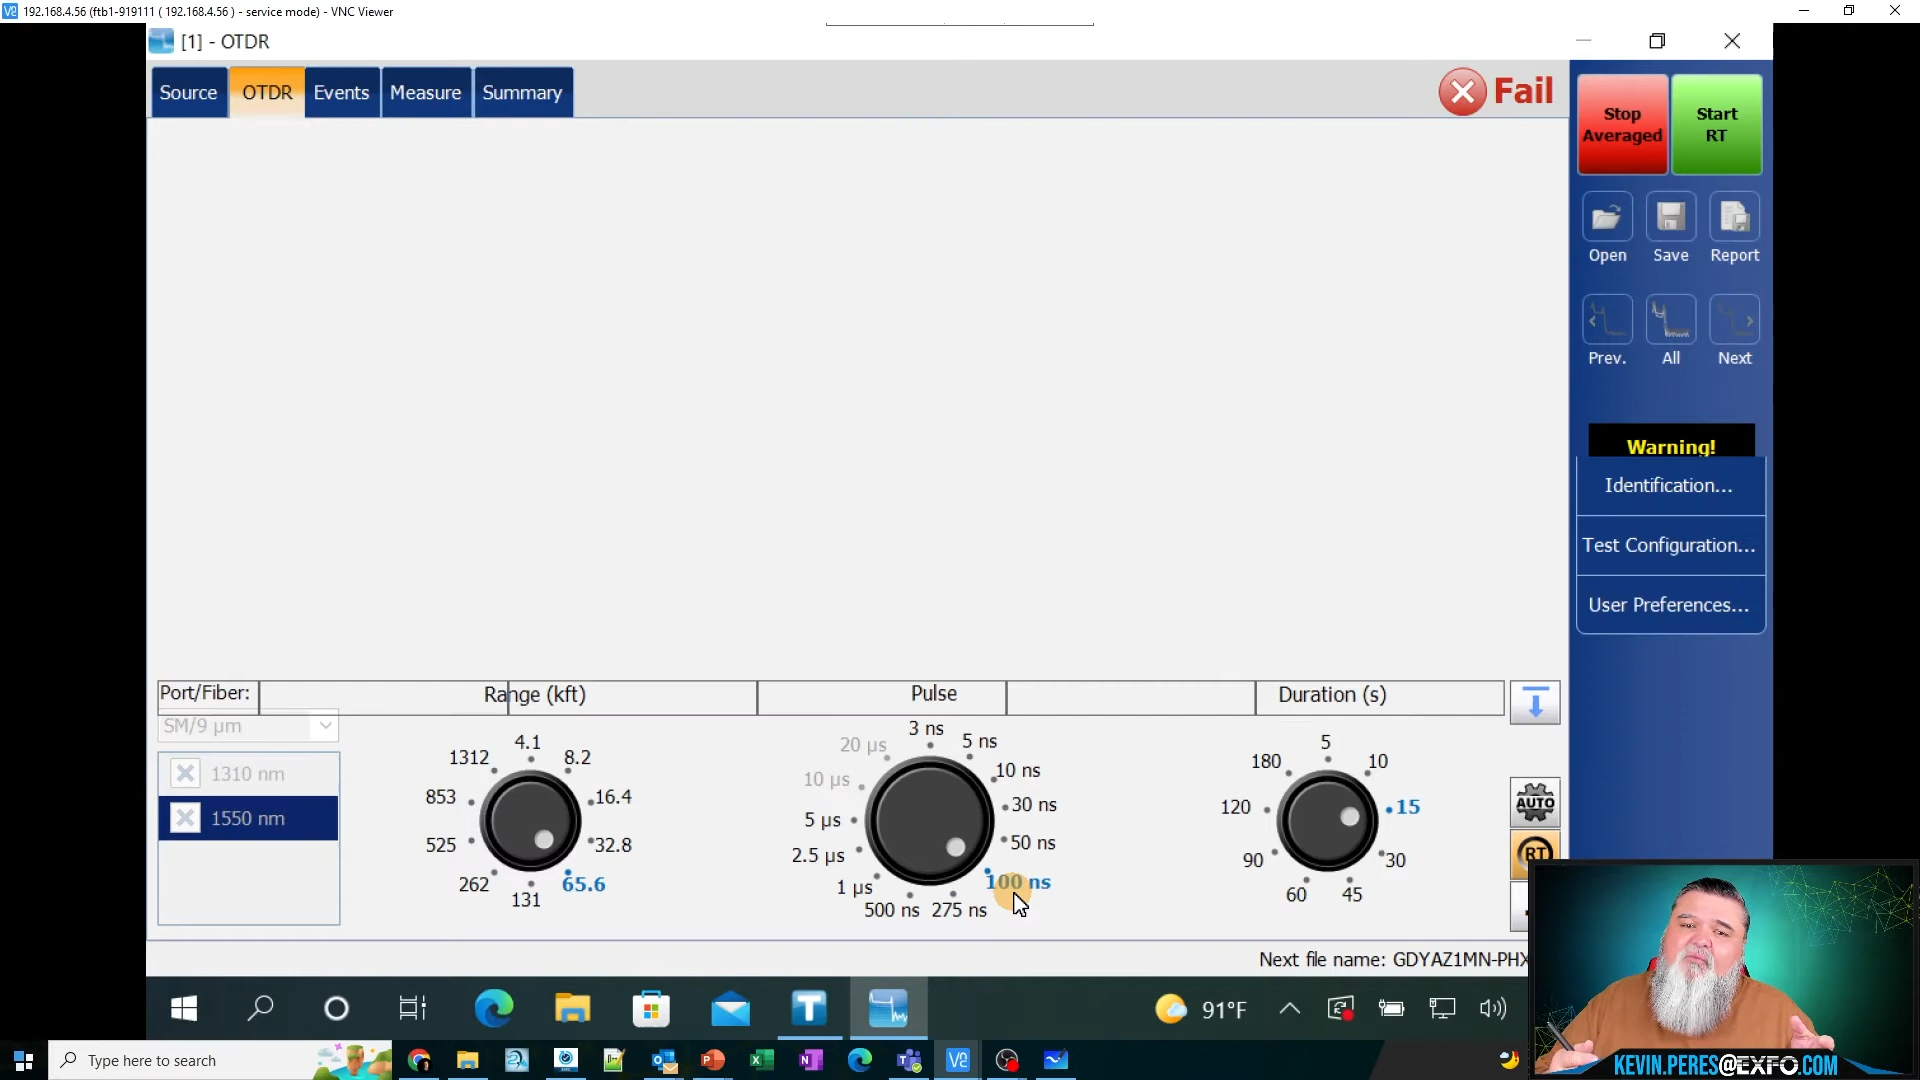 192.168.4.56 (ftb1-919111 ( 192.168.4.56 ) - service mode) - VNC Viewer
[1] - OTDR
Source OTDR Events Measure Summary
Fail
Stop Averaged
Start RT
Open Save Report
Prev. All Next
Warning!
Identification...
Test Configuration...
User Preferences...
Port/Fiber:
SM/9 µm
1310 nm
1550 nm
Range (kft)
4.1
8.2
16.4
32.8
65.6
131
262
525
853
1312
Pulse
3 ns
5 ns
10 ns
30 ns
50 ns
100 ns
275 ns
500 ns
1 µs
2.5 µs
5 µs
10 µs
20 µs
Duration (s)
5
10
15
30
45
60
90
120
180
AUTO
RT
Next file name: GDYAZ1MN-PHX
91°F
Type here to search
KEVIN.PERES@EXFO.COM